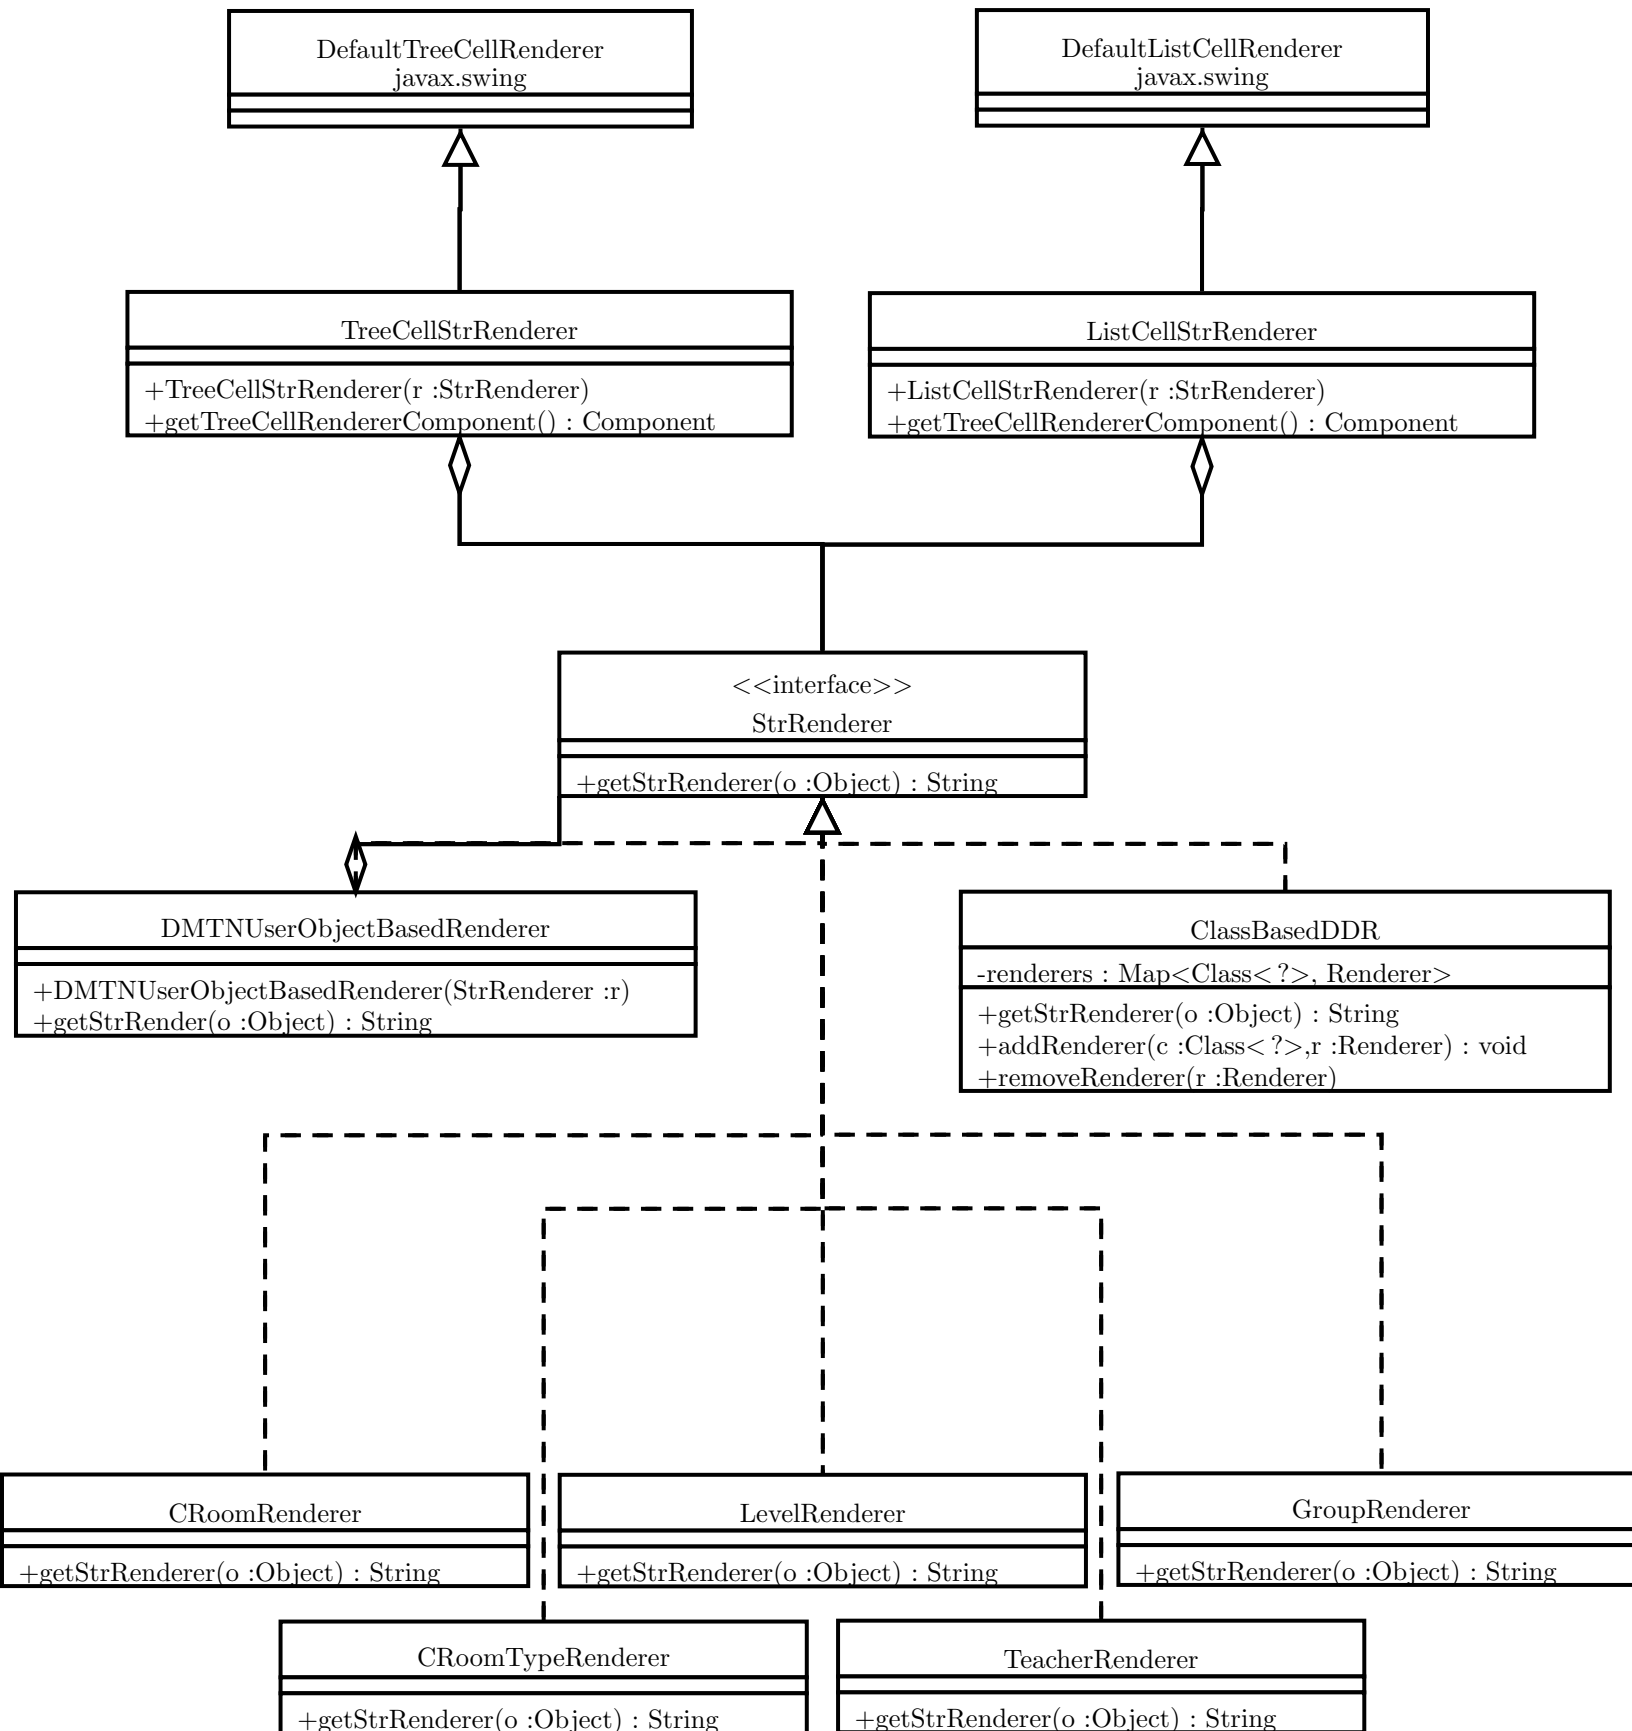 DefaultTreeCellRenderer
javax.swing
DefaultListCellRenderer
javax.swing
TreeCellStrRenderer
+TreeCellStrRenderer(r :StrRenderer)
+getTreeCellRendererComponent() : Component
ListCellStrRenderer
+ListCellStrRenderer(r :StrRenderer)
+getTreeCellRendererComponent() : Component
<<interface>>
StrRenderer
+getStrRenderer(o :Object) : String
DMTNUserObjectBasedRenderer
+DMTNUserObjectBasedRenderer(StrRenderer :r)
+getStrRender(o :Object) : String
ClassBasedDDR
-renderers : Map<Class< ?>, Renderer>
+getStrRenderer(o :Object) : String
+addRenderer(c :Class< ?>,r :Renderer) : void
+removeRenderer(r :Renderer)
CRoomRenderer
+getStrRenderer(o :Object) : String
LevelRenderer
+getStrRenderer(o :Object) : String
GroupRenderer
+getStrRenderer(o :Object) : String
CRoomTypeRenderer
+getStrRenderer(o :Object) : String
TeacherRenderer
+getStrRenderer(o :Object) : String